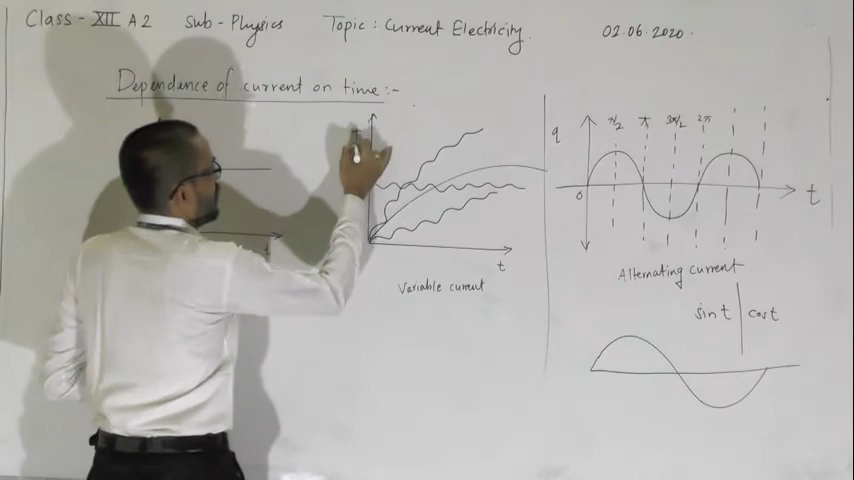 Class - XII A2 Sub - Physics Topic : Current Electricity 02.06.2020.
Dependence of current on time :-
I
t
Variable current
q
π/2 π 3π/2 2π
0
t
Alternating current
sin t | cos t